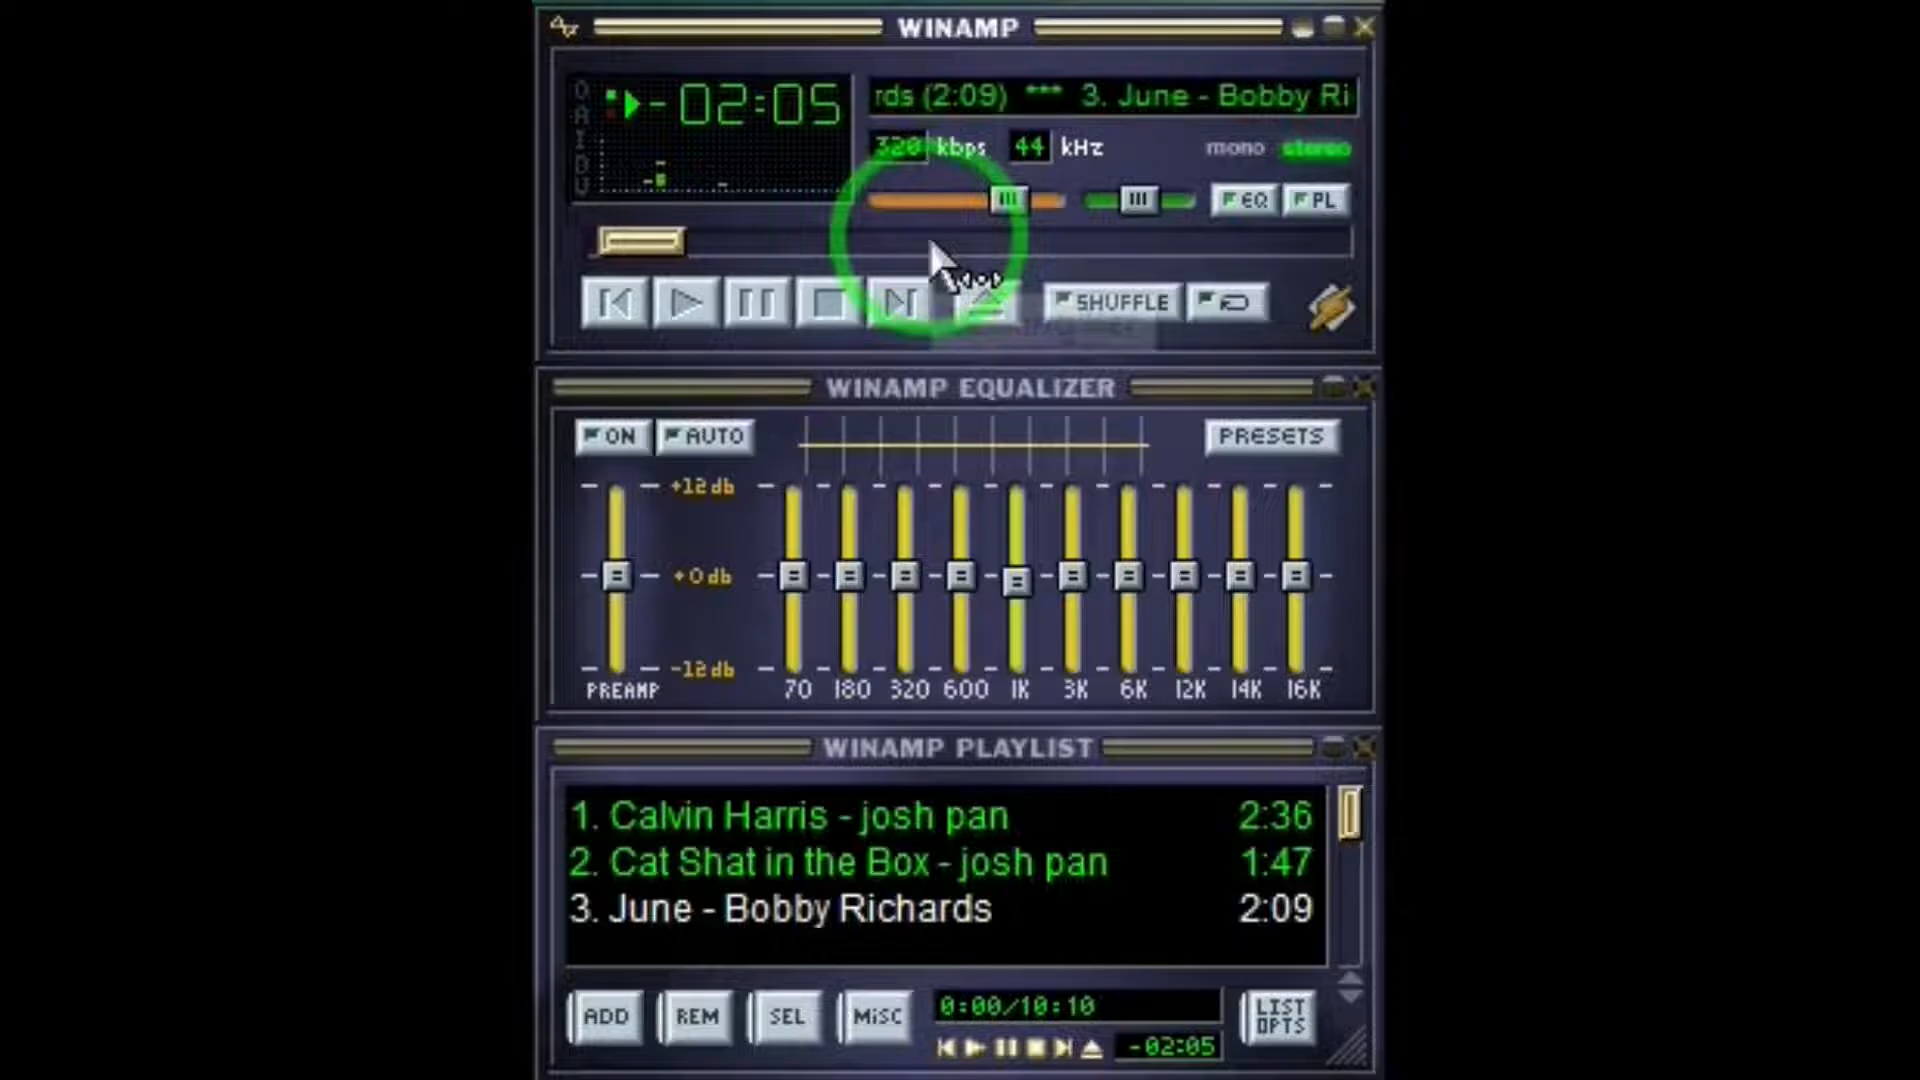 WINAMP
OAIDU
-02:05
rds (2:09) *** 3. June - Bobby Ri
320 kbps 44 kHz mono stereo
EQ PL
SHUFFLE
WINAMP EQUALIZER
ON AUTO PRESETS
+12 db
+0 db
-12 db
PREAMP 70 180 320 600 1K 3K 6K 12K 14K 16K
WINAMP PLAYLIST
1. Calvin Harris - josh pan 2:36
2. Cat Shat in the Box - josh pan 1:47
3. June - Bobby Richards 2:09
ADD REM SEL MISC 0:00/10:10 LIST OPTS
-02:05